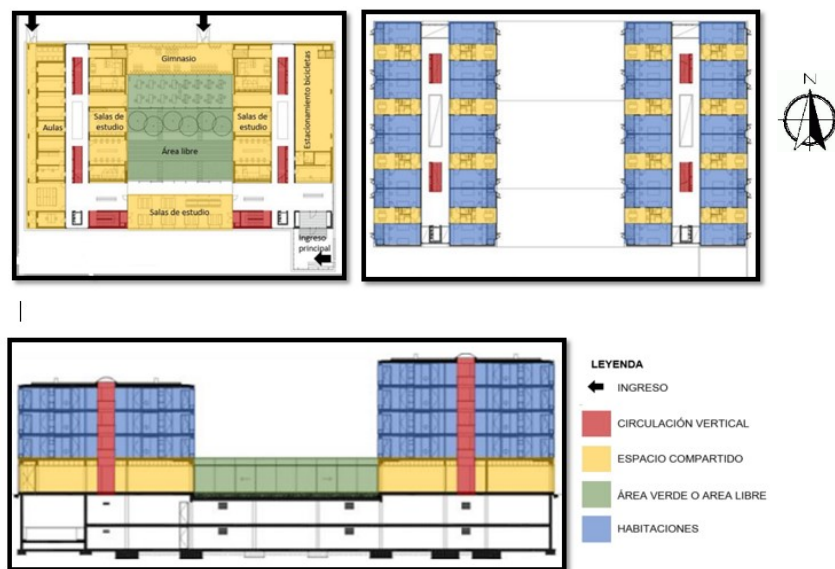 Gimnasio
Estacionamiento bicicletas
Aulas
Salas de
estudio
Salas de
estudio
Área libre
Salas de estudio
Ingreso
principal
N
LEYENDA
INGRESO
CIRCULACIÓN VERTICAL
ESPACIO COMPARTIDO
ÁREA VERDE O AREA LIBRE
HABITACIONES